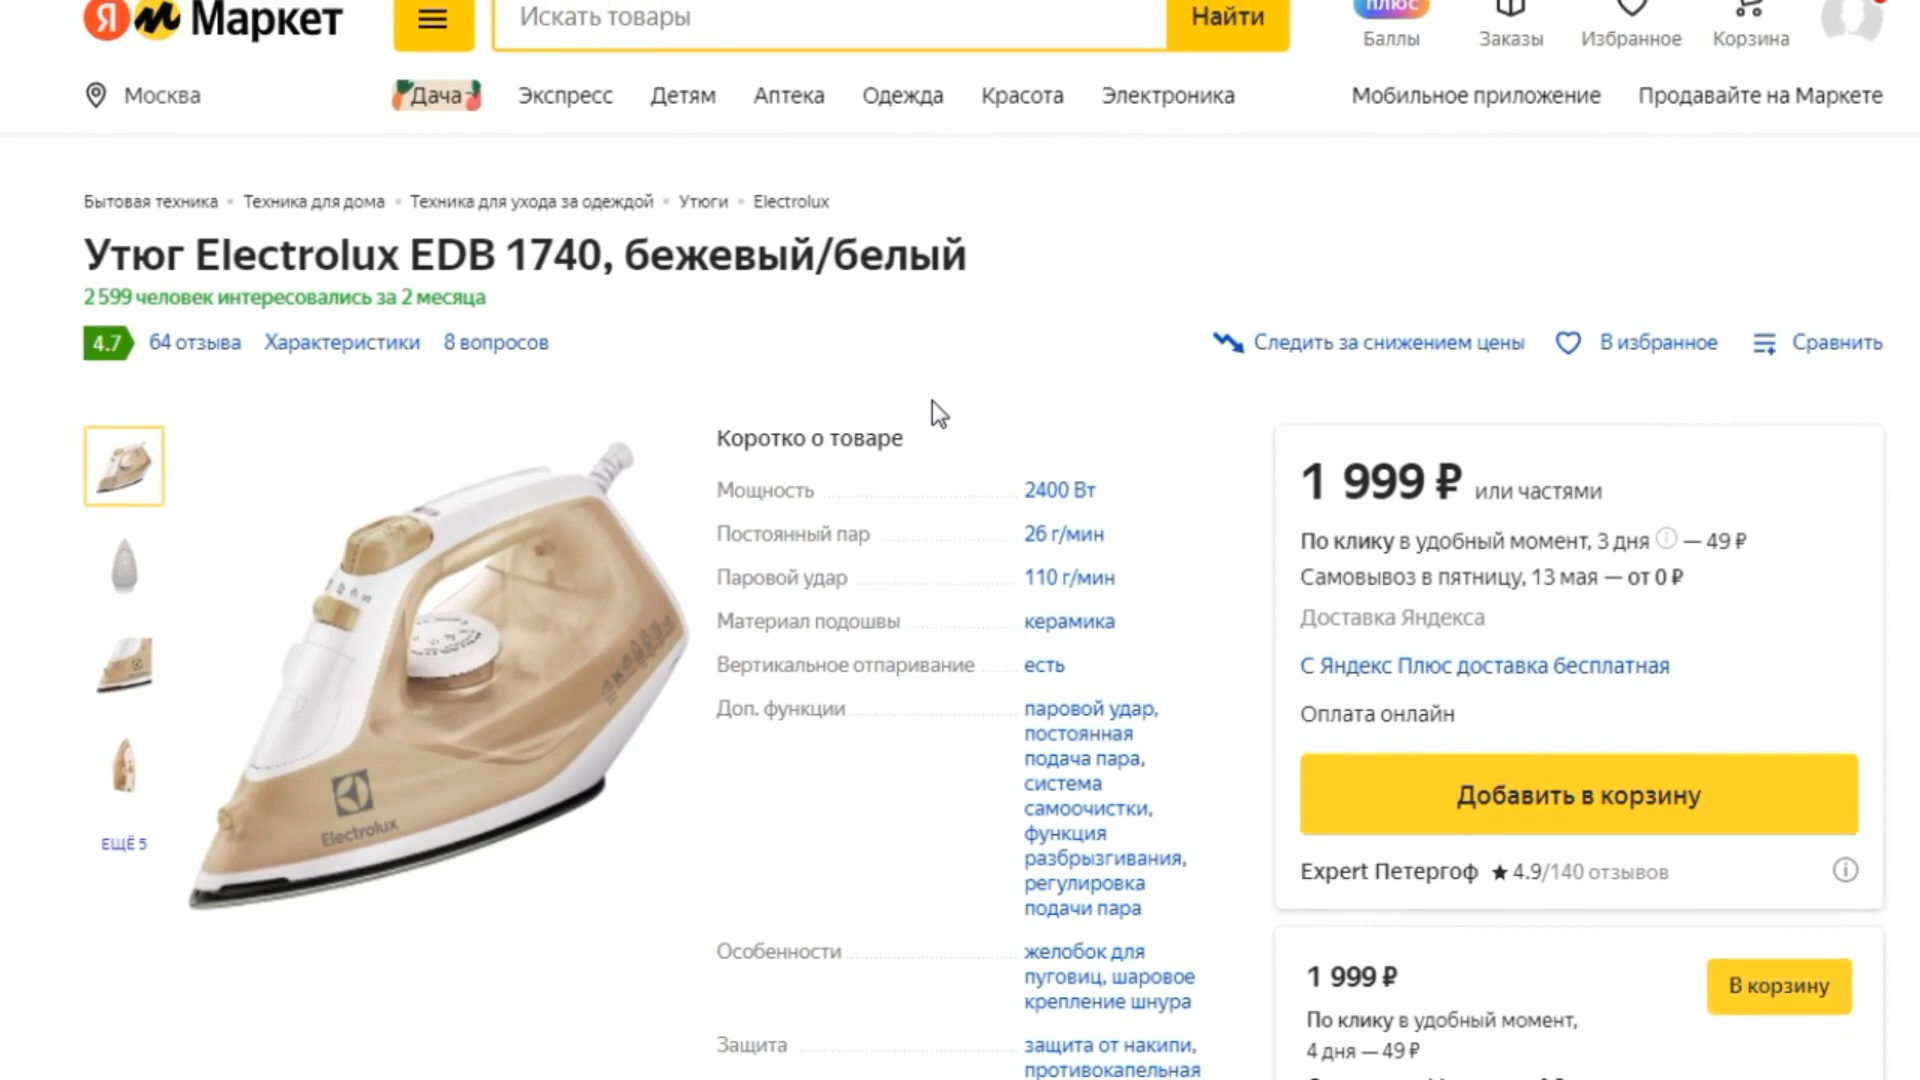 Я Маркет
Искать товары
Найти
плюс
Баллы
Заказы
Избранное
Корзина
Москва
Дача
Экспресс
Детям
Аптека
Одежда
Красота
Электроника
Мобильное приложение
Продавайте на Маркете
Бытовая техника • Техника для дома • Техника для ухода за одеждой • Утюги • Electrolux
Утюг Electrolux EDB 1740, бежевый/белый
2 599 человек интересовались за 2 месяца
4.7 64 отзыва Характеристики 8 вопросов
Следить за снижением цены В избранное Сравнить
ЕЩЁ 5
Electrolux
Коротко о товаре
Мощность 2400 Вт
Постоянный пар 26 г/мин
Паровой удар 110 г/мин
Материал подошвы керамика
Вертикальное отпаривание есть
Доп. функции паровой удар,
постоянная
подача пара,
система
самоочистки,
функция
разбрызгивания,
регулировка
подачи пара
Особенности желобок для
пуговиц, шаровое
крепление шнура
Защита защита от накипи,
противокапельная
1 999 ₽ или частями
По клику в удобный момент, 3 дня — 49 ₽
Самовывоз в пятницу, 13 мая — от 0 ₽
Доставка Яндекса
С Яндекс Плюс доставка бесплатная
Оплата онлайн
Добавить в корзину
Expert Петергоф ★ 4.9/140 отзывов
1 999 ₽
В корзину
По клику в удобный момент,
4 дня — 49 ₽